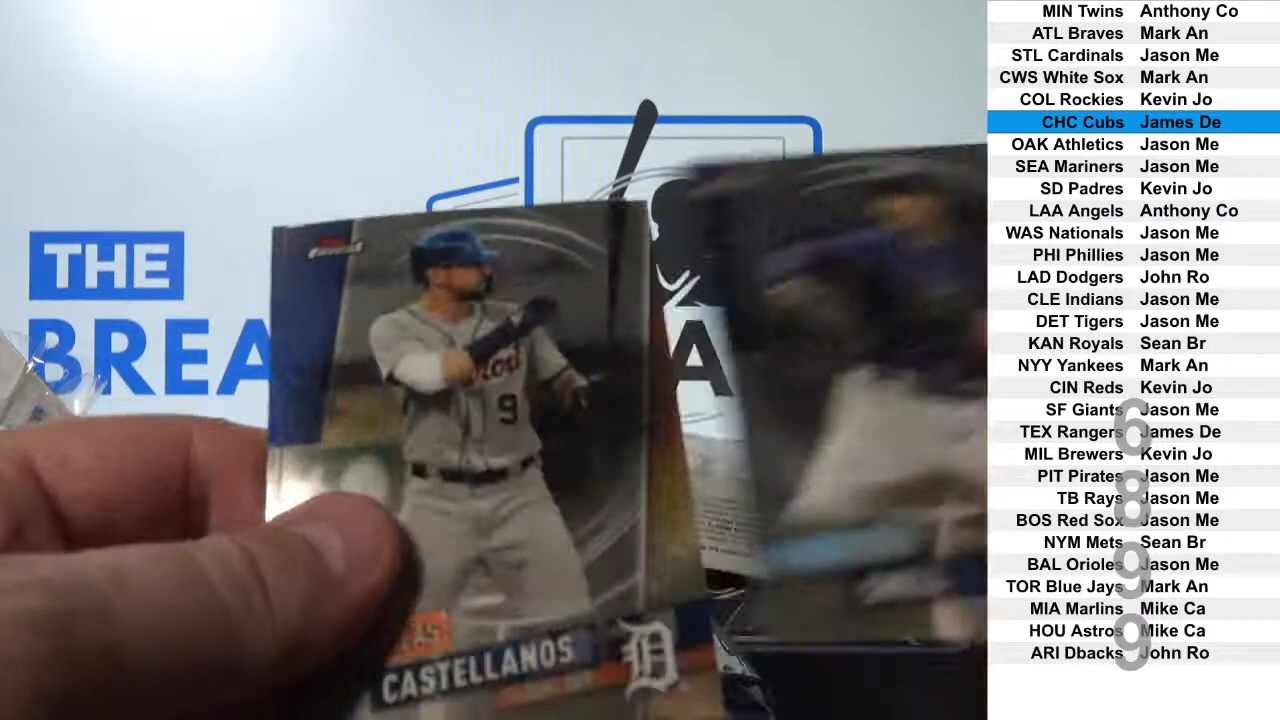 THE
BREA
A
Finest
9
CASTELLANOS
D
MIN Twins Anthony Co
ATL Braves Mark An
STL Cardinals Jason Me
CWS White Sox Mark An
COL Rockies Kevin Jo
CHC Cubs James De
OAK Athletics Jason Me
SEA Mariners Jason Me
SD Padres Kevin Jo
LAA Angels Anthony Co
WAS Nationals Jason Me
PHI Phillies Jason Me
LAD Dodgers John Ro
CLE Indians Jason Me
DET Tigers Jason Me
KAN Royals Sean Br
NYY Yankees Mark An
CIN Reds Kevin Jo
SF Giants Jason Me
TEX Rangers James De
MIL Brewers Kevin Jo
PIT Pirates Jason Me
TB Rays Jason Me
BOS Red Sox Jason Me
NYM Mets Sean Br
BAL Orioles Jason Me
TOR Blue Jays Mark An
MIA Marlins Mike Ca
HOU Astros Mike Ca
ARI Dbacks John Ro
6
8
9
9